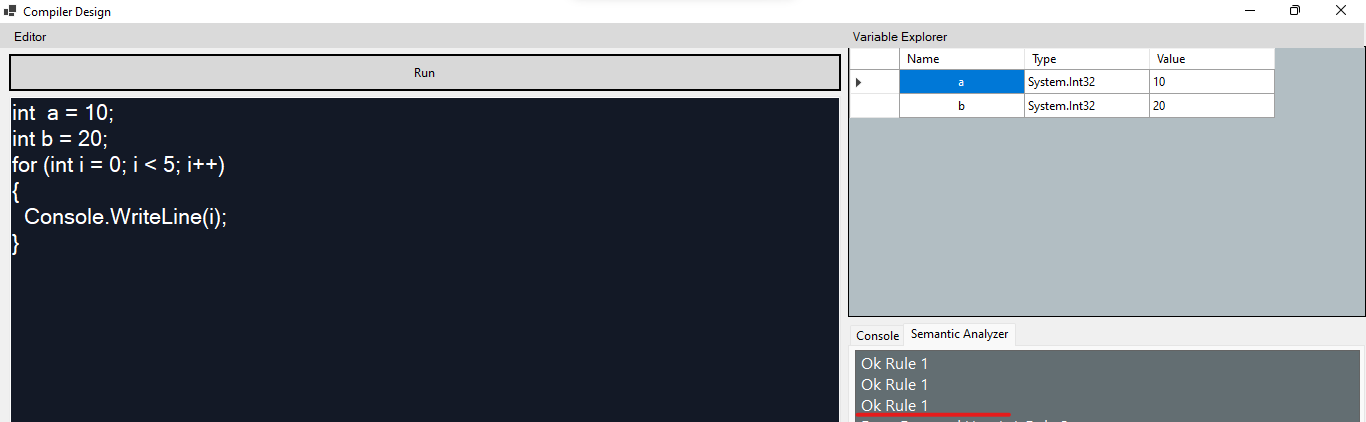 Compiler Design
Editor
Run
int  a = 10;
int b = 20;
for (int i = 0; i < 5; i++)
{
  Console.WriteLine(i);
}
Variable Explorer
Name Type Value
a System.Int32 10
b System.Int32 20
Console Semantic Analyzer
Ok Rule 1
Ok Rule 1
Ok Rule 1